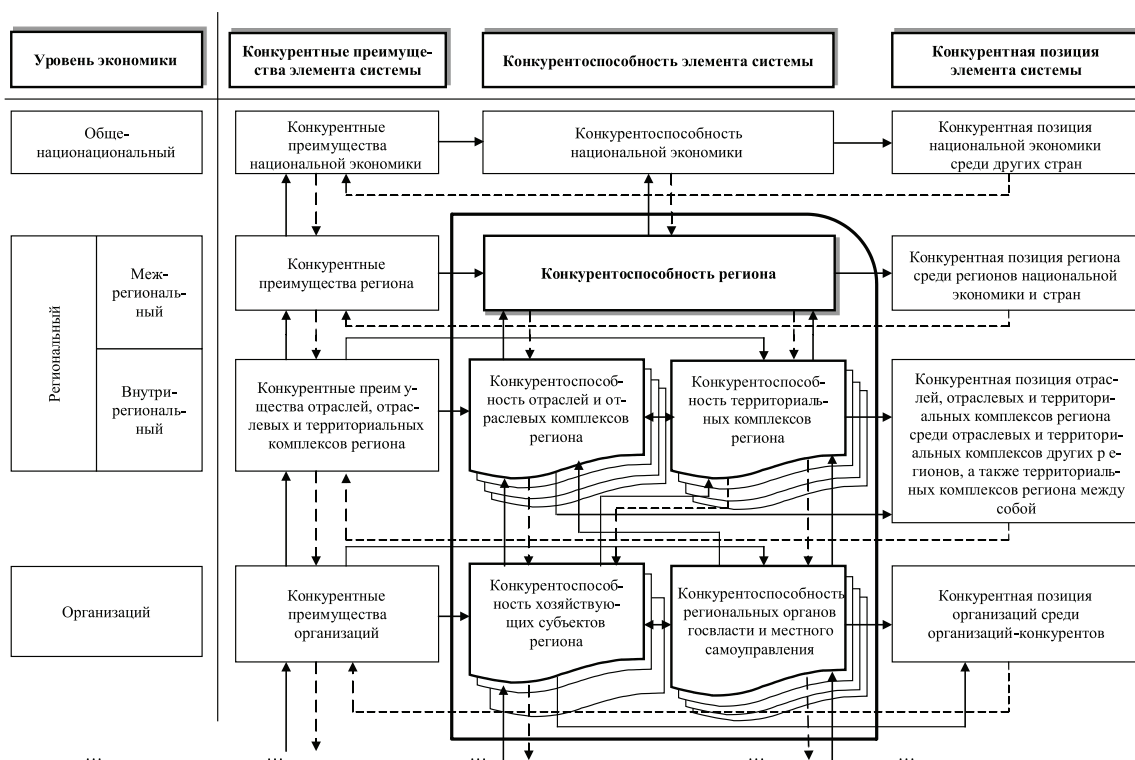 Уровень экономики
Конкурентные преимуще-
ства элемента системы
Конкурентоспособность элемента системы
Конкурентная позиция
элемента системы
Обще-
национациональный
Конкурентные
преимущества
национальной экономики
Конкурентоспособность
национальной экономики
Конкурентная позиция
национальной экономики
среди других стран
Региональный
Меж-
региональ-
ный
Конкурентные
преимущества региона
Конкурентоспособность региона
Конкурентная позиция региона
среди регионов национальной
экономики и стран
Внутри-
региональ-
ный
Конкурентные преим у-
щества отраслей, отрас-
левых и территориальных
комплексов региона
Конкурентоспособ-
ность отраслей и от-
раслевых комплексов
региона
Конкурентоспособ-
ность территориаль-
ных комплексов
региона
Конкурентная позиция отрас-
лей, отраслевых и территори-
альных комплексов региона
среди отраслевых и территори-
альных комплексов других р е-
гионов, а также территориаль-
ных комплексов региона между
собой
Организаций
Конкурентные
преимущества
организаций
Конкурентоспособ-
ность хозяйствую-
щих субъектов
региона
Конкурентоспособность
региональных органов
госвласти и местного
самоуправления
Конкурентная позиция
организаций среди
организаций-конкурентов
... ... ... ... ...